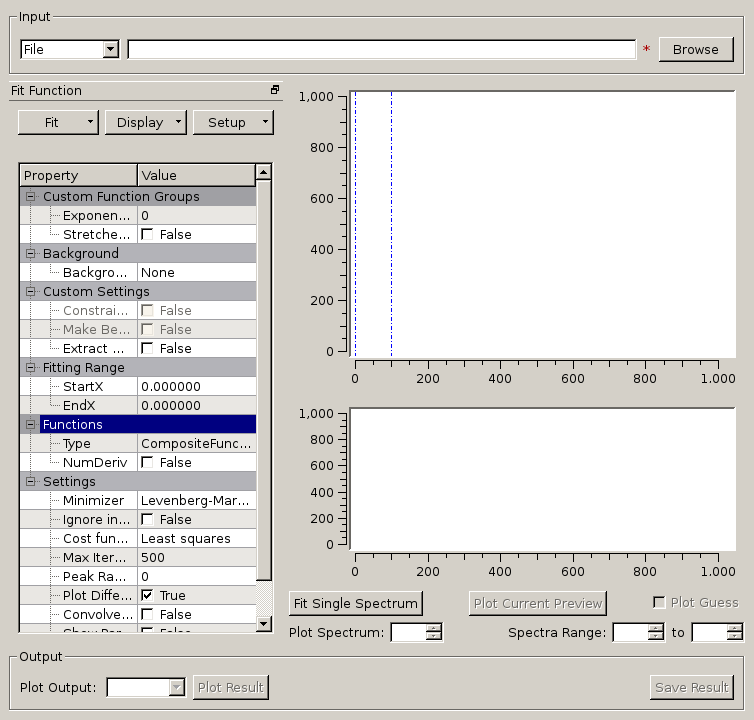 Input
File * Browse
Fit Function
Fit Display Setup
Property Value
Custom Function Groups
Exponen... 0
Stretche... False
Background
Backgro... None
Custom Settings
Constrai... False
Make Be... False
Extract ... False
Fitting Range
StartX 0.000000
EndX 0.000000
Functions
Type CompositeFunc...
NumDeriv False
Settings
Minimizer Levenberg-Mar...
Ignore in... False
Cost fun... Least squares
Max Iter... 500
Peak Ra... 0
Plot Diffe... True
Convolve... False
1,000
800
600
400
200
0
0 200 400 600 800 1.000
1,000
800
600
400
200
0
0 200 400 600 800 1.000
Fit Single Spectrum Plot Current Preview Plot Guess
Plot Spectrum: Spectra Range: to
Output
Plot Output: Plot Result Save Result